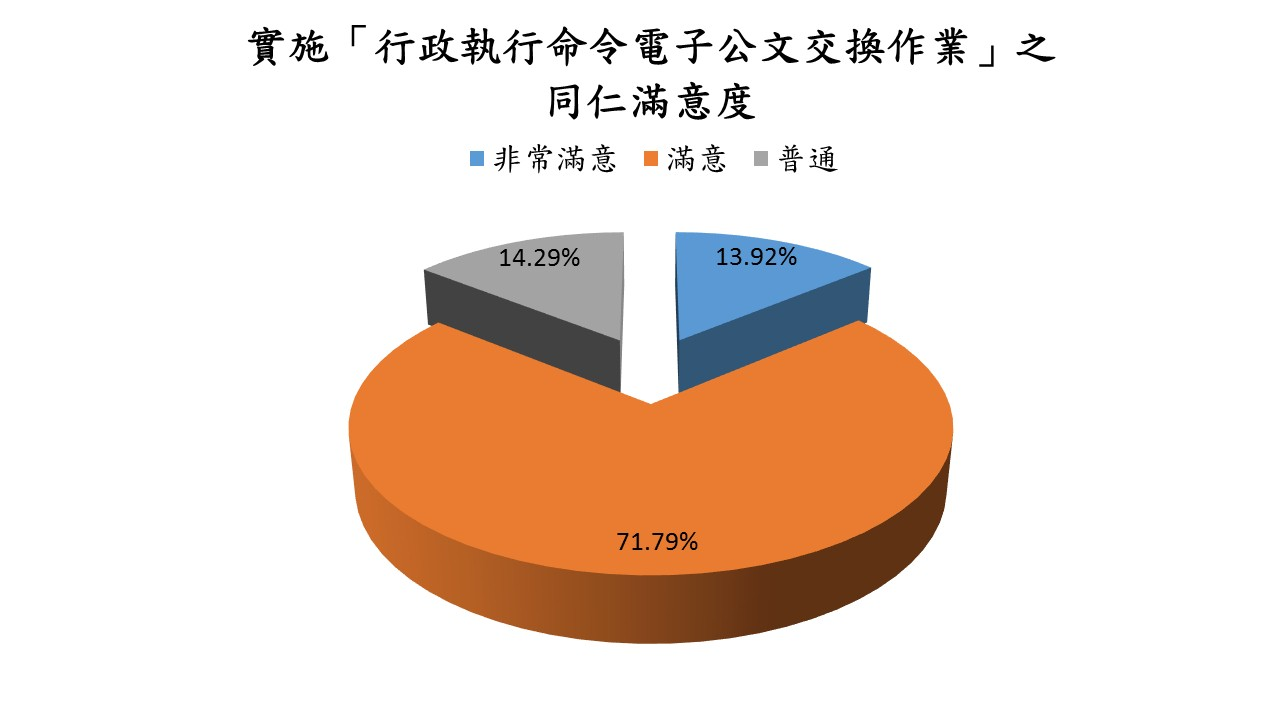 實施「行政執行命令電子公文交換作業」之
同仁滿意度
非常滿意 滿意 普通
14.29% 13.92%
71.79%